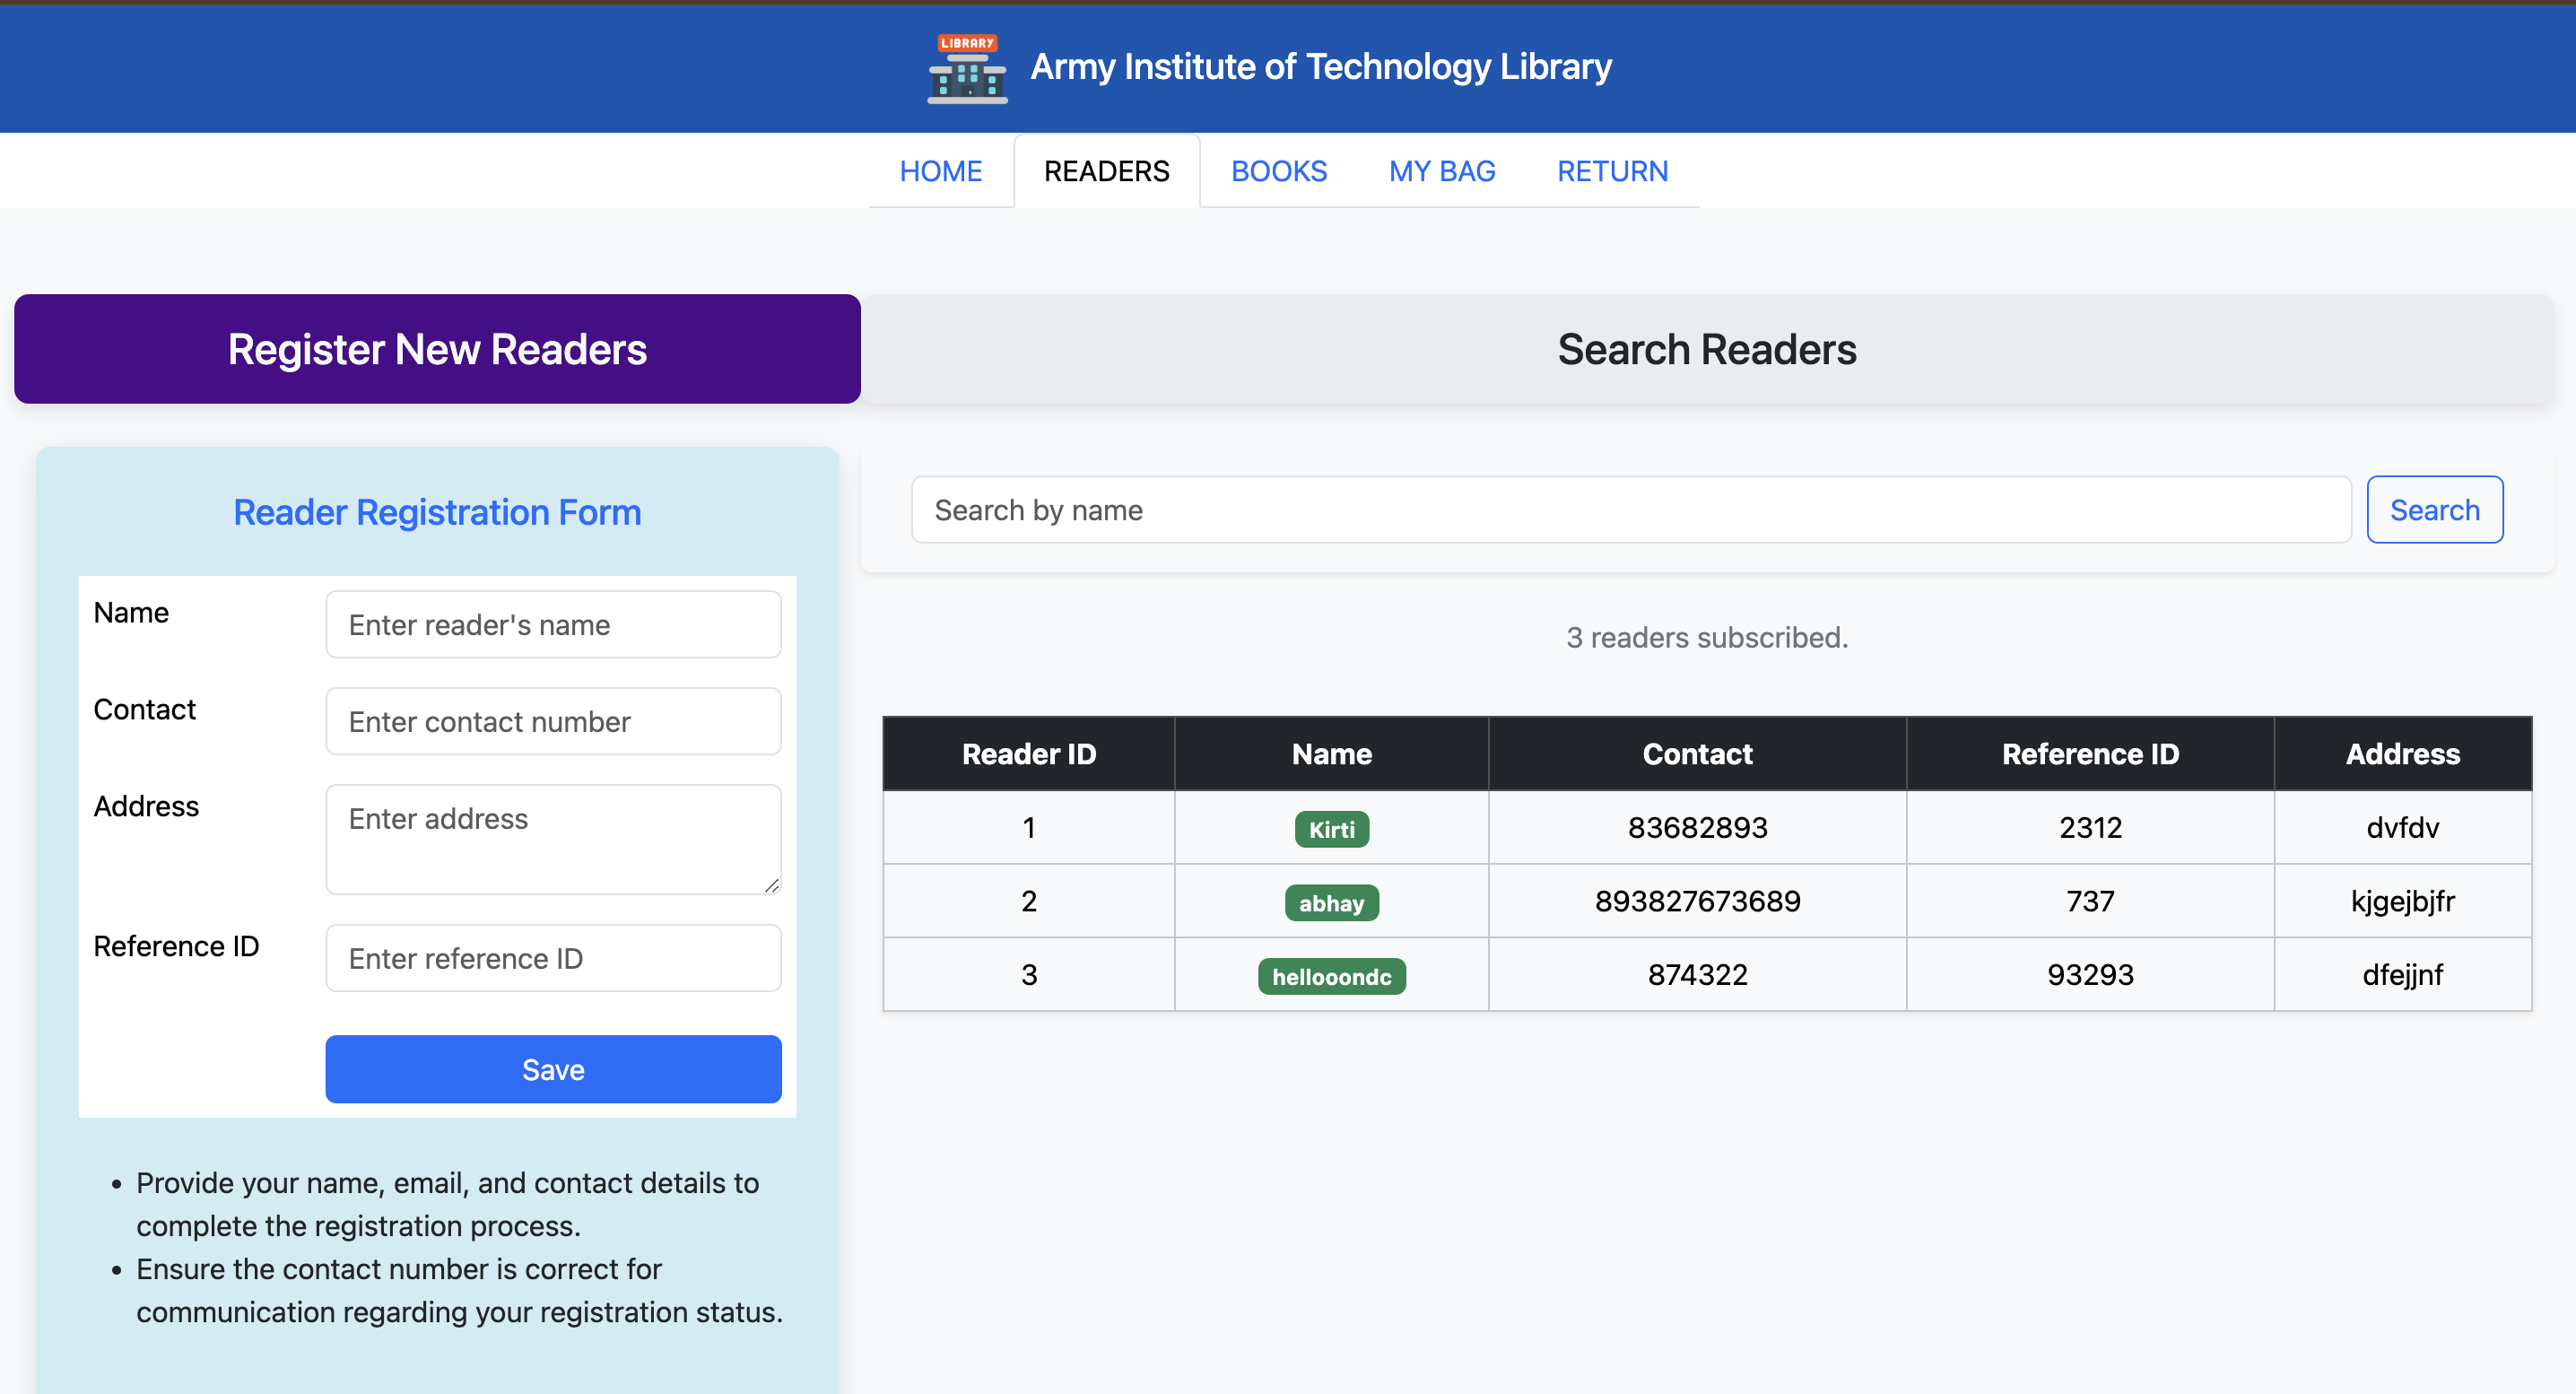 LIBRARY
Army Institute of Technology Library
HOME READERS BOOKS MY BAG RETURN
Register New Readers
Search Readers
Reader Registration Form
Name
Enter reader's name
Contact
Enter contact number
Address
Enter address
Reference ID
Enter reference ID
Save
• Provide your name, email, and contact details to
complete the registration process.
• Ensure the contact number is correct for
communication regarding your registration status.
Search by name
Search
3 readers subscribed.
Reader ID Name Contact Reference ID Address
1 Kirti 83682893 2312 dvfdv
2 abhay 893827673689 737 kjgejbjfr
3 hellooondc 874322 93293 dfejjnf